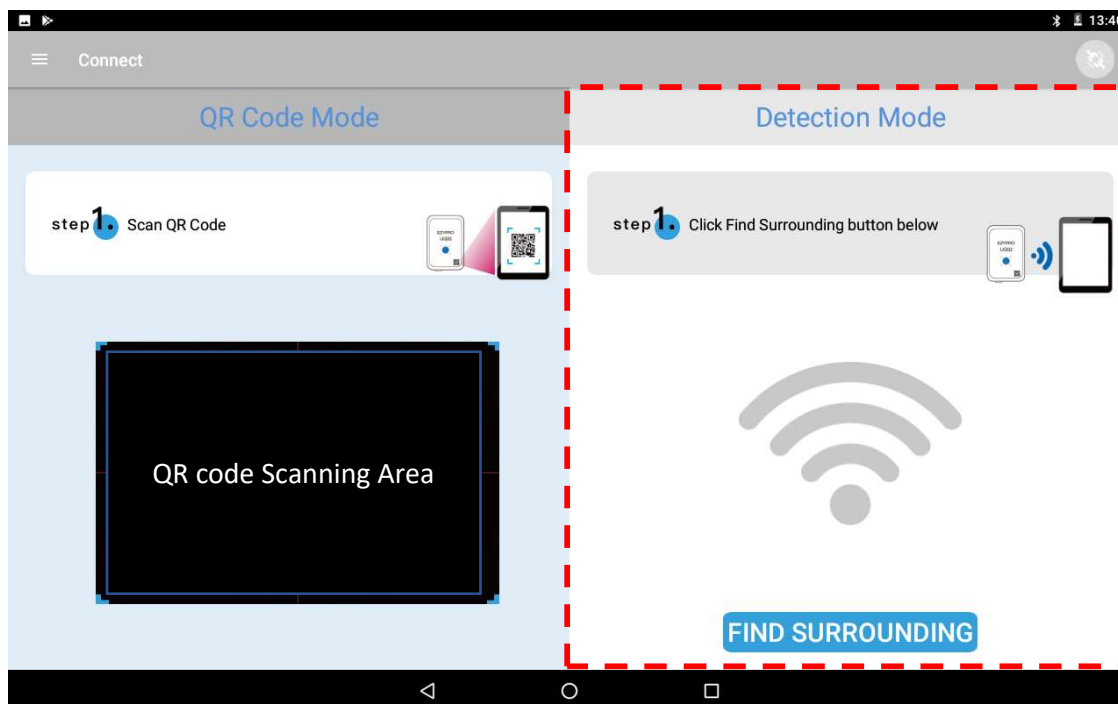 13:40
Connect
QR Code Mode
Detection Mode
step 1. Scan QR Code
step 1. Click Find Surrounding button below
QR code Scanning Area
FIND SURROUNDING